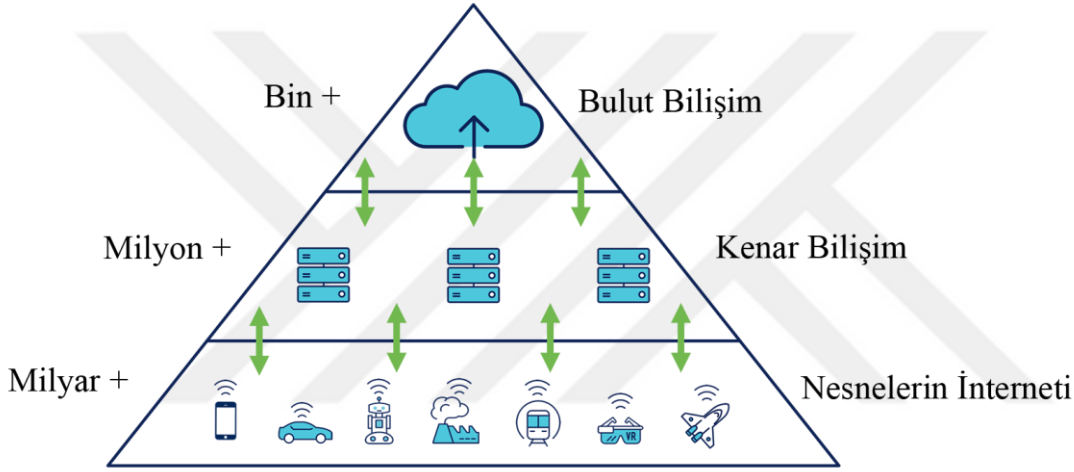 Bin +
Bulut Bilişim
Milyon +
Kenar Bilişim
Milyar +
Nesnelerin İnterneti
VR